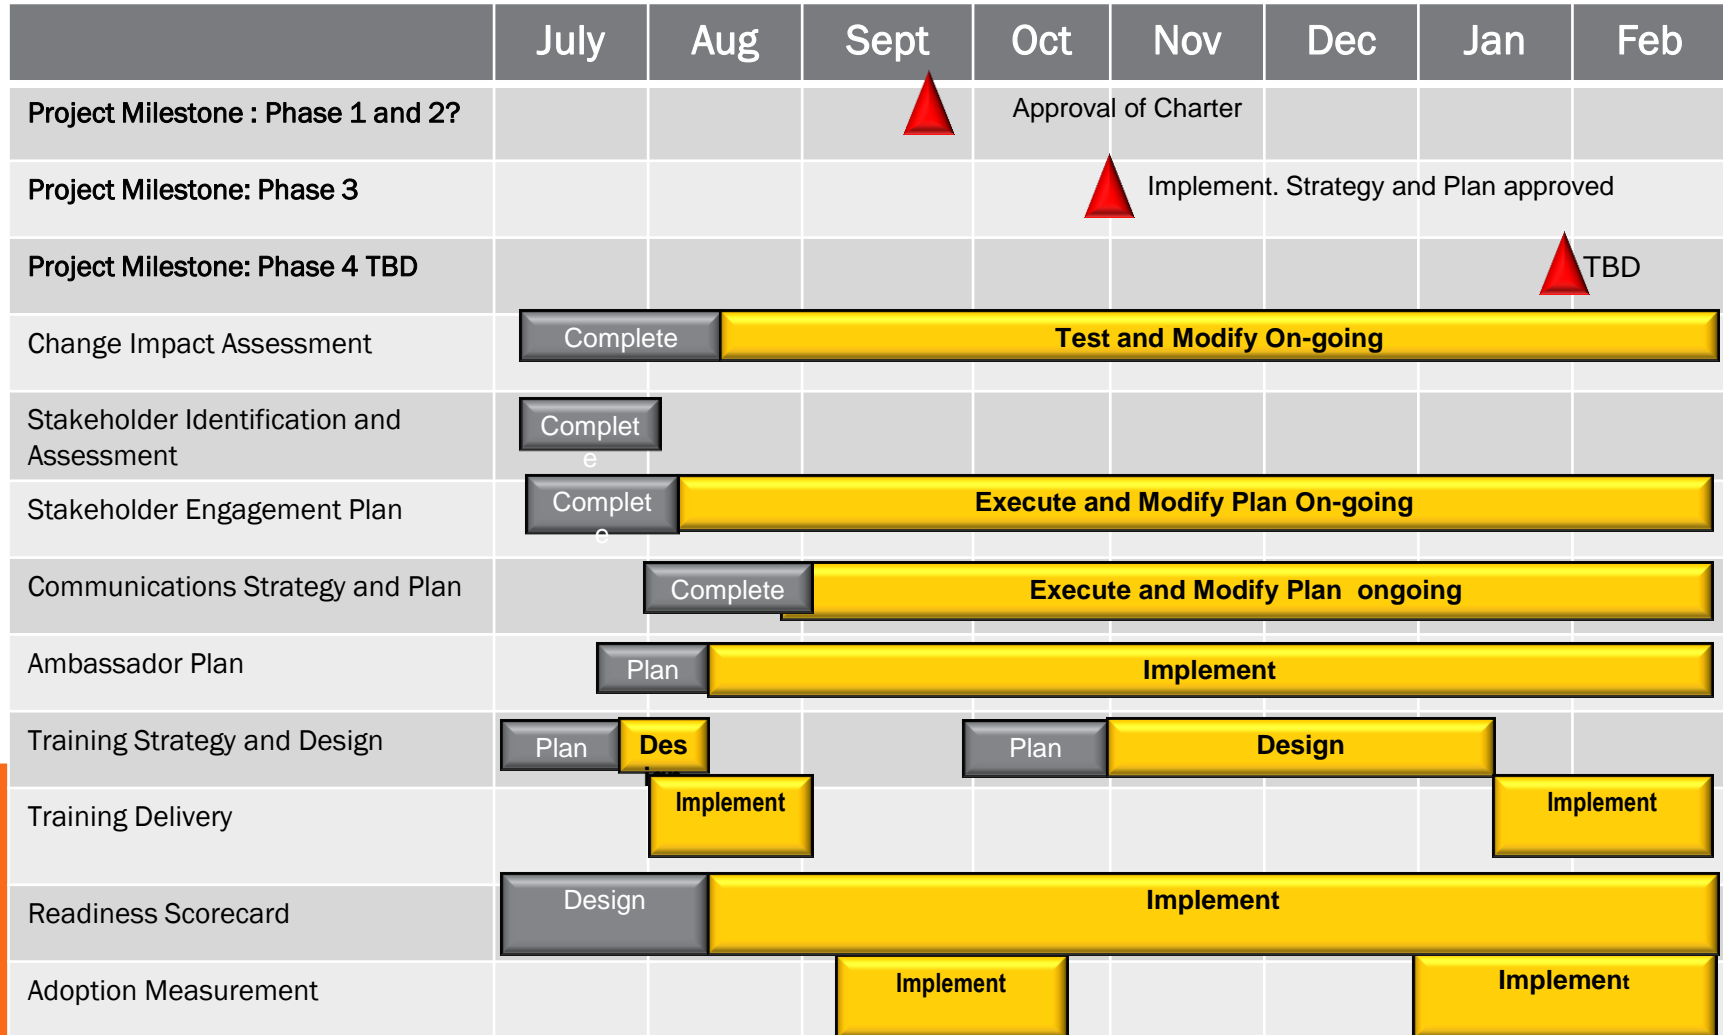 July Aug Sept Oct Nov Dec Jan Feb
Project Milestone : Phase 1 and 2?
Approval of Charter
Project Milestone: Phase 3
Implement. Strategy and Plan approved
Project Milestone: Phase 4 TBD
TBD
Change Impact Assessment
Complete
Test and Modify On-going
Stakeholder Identification and
Assessment
Complet
e
Stakeholder Engagement Plan
Complet
e
Execute and Modify Plan On-going
Communications Strategy and Plan
Complete
Execute and Modify Plan ongoing
Ambassador Plan
Plan
Implement
Training Strategy and Design
Plan
Des
Plan
Design
Training Delivery
Implement
Implement
Readiness Scorecard
Design
Implement
Adoption Measurement
Implement
Implement